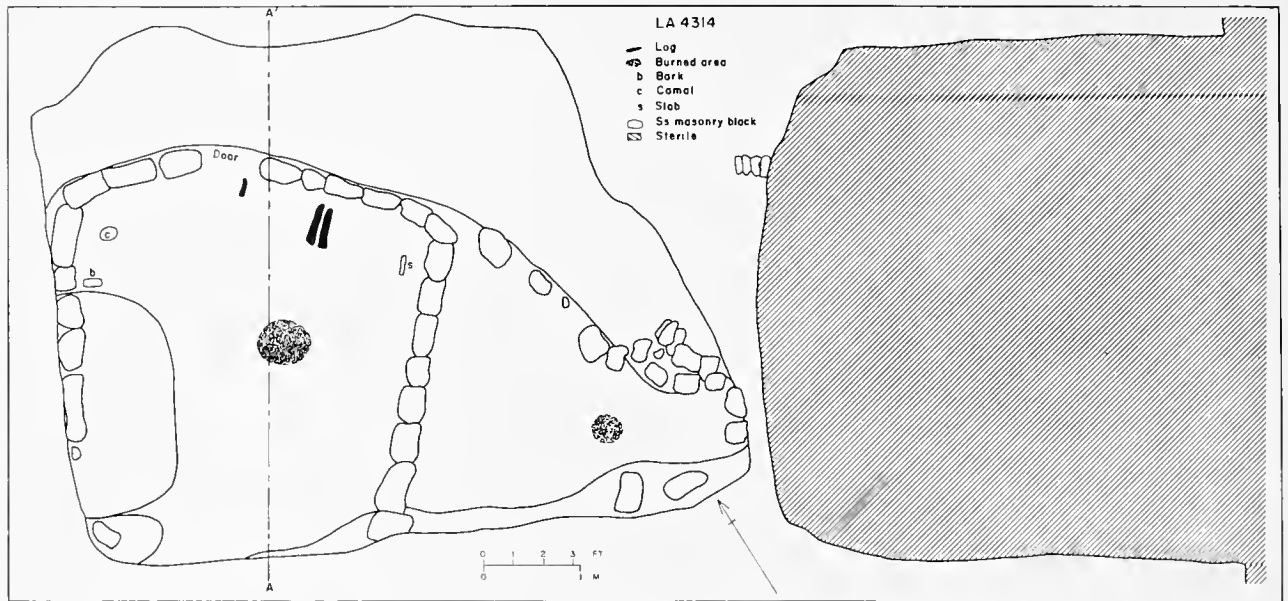 A'
LA 4314
Log
Burned area
b Bark
c Comal
s Slab
Ss masonry block
Sterile
Door
c
b
s
0 1 2 3 FT
0 1 M
A